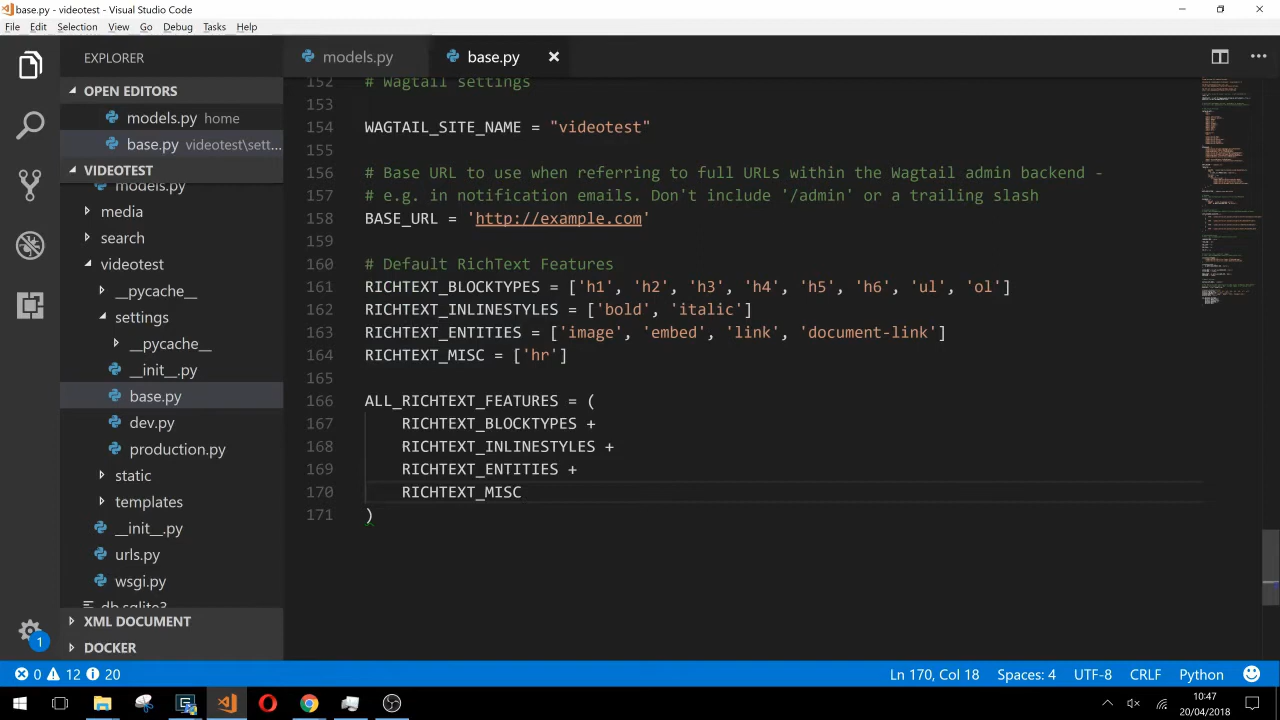 base.py - videotest - Visual Studio Code
File Edit Selection View Go Debug Tasks Help
EXPLORER
OPEN EDITORS
models.py home
base.py videotest\sett...
VIDEOTEST
models.py
media
search
videotest
__pycache__
settings
__pycache__
__init__.py
base.py
dev.py
production.py
static
templates
__init__.py
urls.py
wsgi.py
db.sqlite3
XML DOCUMENT
DOCKER
1
models.py base.py
152 # Wagtail settings
153
154 WAGTAIL_SITE_NAME = "videotest"
155
156 # Base URL to use when referring to full URLs within the Wagtail admin backend -
157 # e.g. in notification emails. Don't include '/admin' or a trailing slash
158 BASE_URL = 'http://example.com'
159
160 # Default RichText Features
161 RICHTEXT_BLOCKTYPES = ['h1', 'h2', 'h3', 'h4', 'h5', 'h6', 'ul', 'ol']
162 RICHTEXT_INLINESTYLES = ['bold', 'italic']
163 RICHTEXT_ENTITIES = ['image', 'embed', 'link', 'document-link']
164 RICHTEXT_MISC = ['hr']
165
166 ALL_RICHTEXT_FEATURES = (
167 RICHTEXT_BLOCKTYPES +
168 RICHTEXT_INLINESTYLES +
169 RICHTEXT_ENTITIES +
170 RICHTEXT_MISC
171 )
0 12 20 Ln 170, Col 18 Spaces: 4 UTF-8 CRLF Python
10:47
20/04/2018